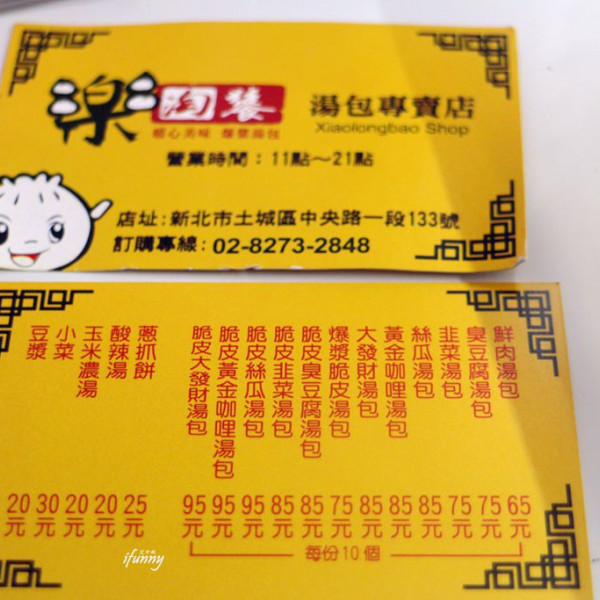 樂
湯包專賣店
Xiaolongbao Shop
營業時間：11點～21點
店址：新北市土城區中央路一段133號
訂購專線：02-8273-2848
鮮肉湯包 65元
臭豆腐湯包 75元
韭菜湯包 75元
絲瓜湯包 85元
黃金咖哩湯包 85元
大發財湯包 85元
爆漿脆皮湯包 75元
脆皮臭豆腐湯包 85元
脆皮韭菜湯包 85元
脆皮絲瓜湯包 95元
脆皮黃金咖哩湯包 95元
脆皮大發財湯包 95元
每份10個
蔥抓餅 25元
酸辣湯 20元
玉米濃湯 20元
小菜 30元
豆漿 20元
ifunny